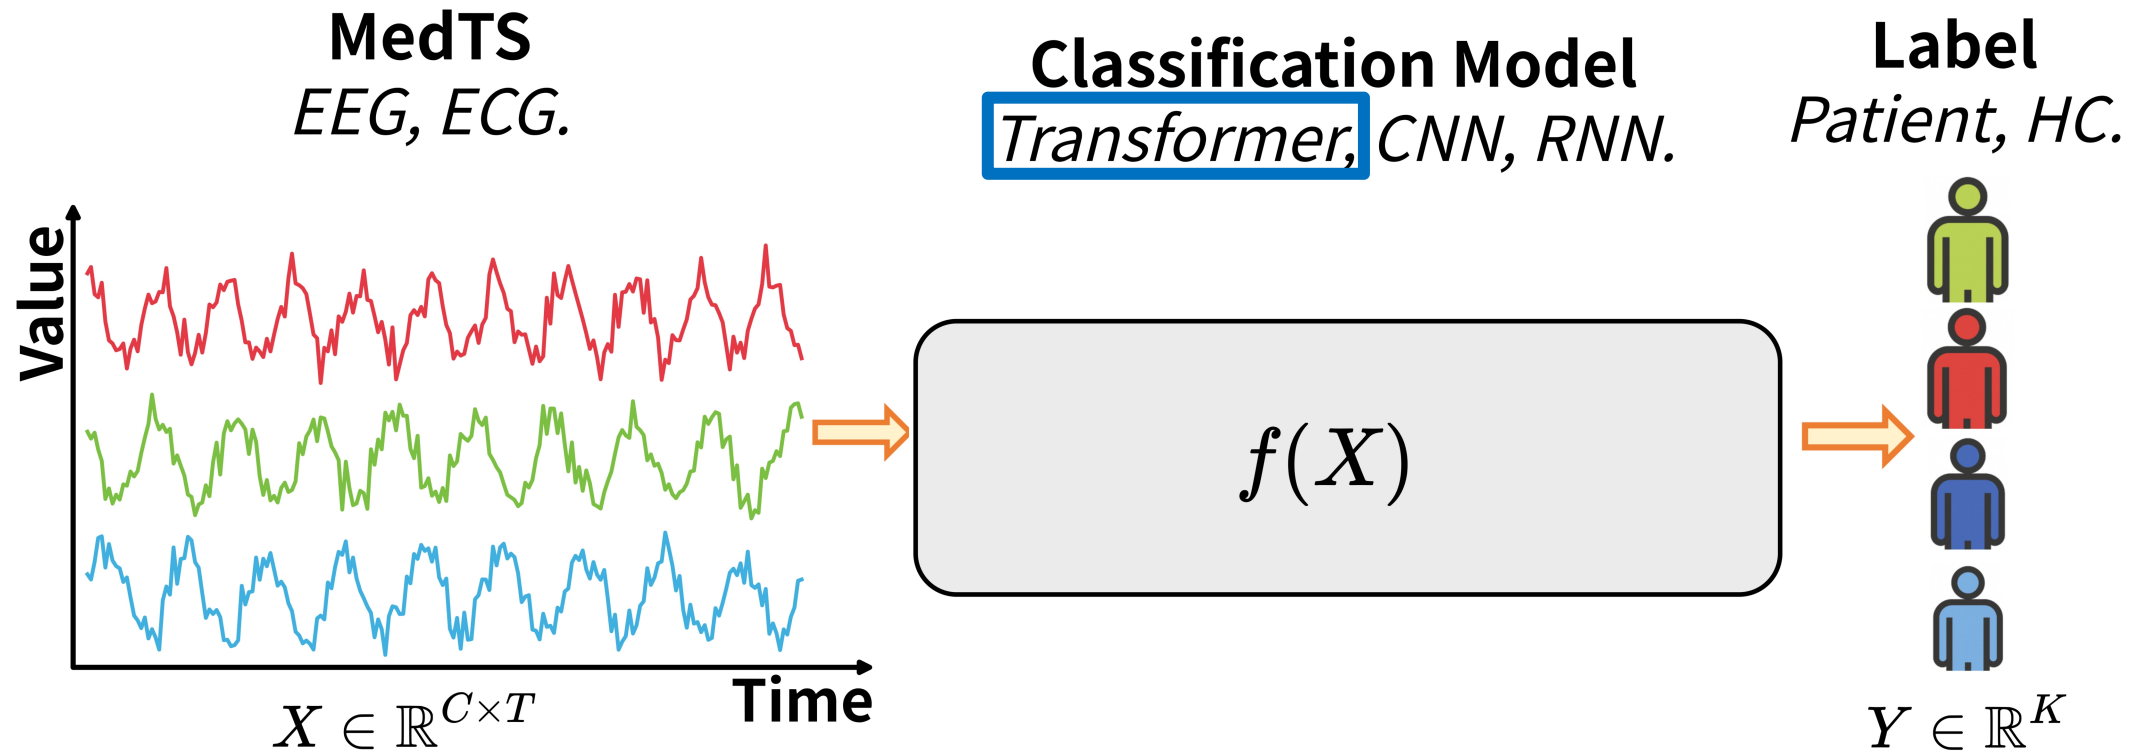 MedTS
EEG, ECG.
Value
Time
X ∈ ℝ^{C×T}
Classification Model
Transformer, CNN, RNN.
f(X)
Label
Patient, HC.
Y ∈ ℝ^K